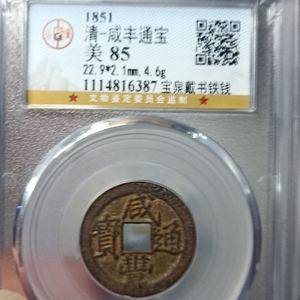 1851
清-咸丰通宝
美 85
22.9*2.1mm,4.6g
1114816387 宝泉戴书铁钱
★ 文物鉴定委员会监制 ★
咸
寶 通
豐